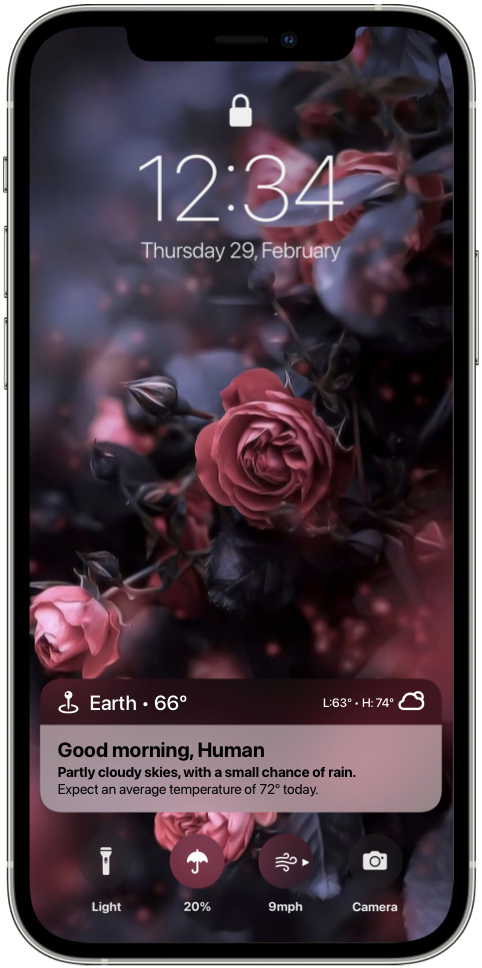 12:34
Thursday 29, February
Earth • 66°
L:63° • H: 74°
Good morning, Human
Partly cloudy skies, with a small chance of rain.
Expect an average temperature of 72° today.
Light
20%
9mph
Camera